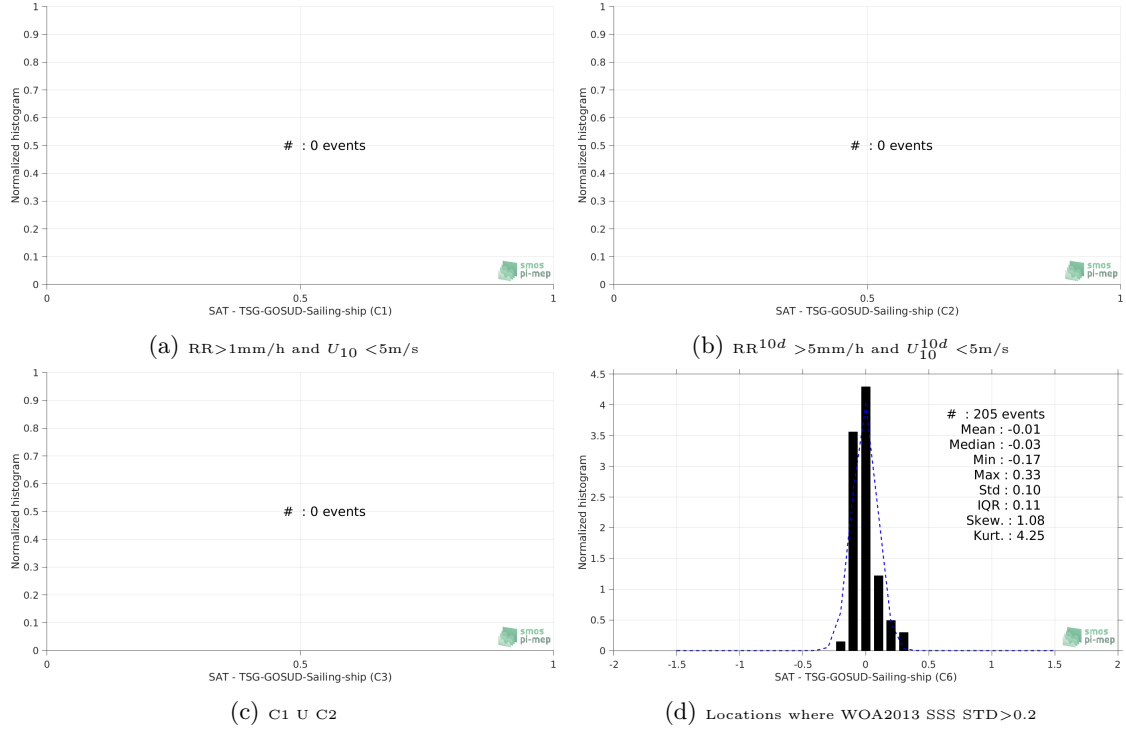 1
0.9
0.8
0.7
0.6
0.5
0.4
0.3
0.2
0.1
0
Normalized histogram
# : 0 events
smos
pi-mep
0 0.5 1
SAT - TSG-GOSUD-Sailing-ship (C1)
(a) RR>1mm/h and U10 <5m/s
1
0.9
0.8
0.7
0.6
0.5
0.4
0.3
0.2
0.1
0
Normalized histogram
# : 0 events
smos
pi-mep
0 0.5 1
SAT - TSG-GOSUD-Sailing-ship (C2)
(b) RR10d >5mm/h and U10d10 <5m/s
1
0.9
0.8
0.7
0.6
0.5
0.4
0.3
0.2
0.1
0
Normalized histogram
# : 0 events
smos
pi-mep
0 0.5 1
SAT - TSG-GOSUD-Sailing-ship (C3)
(c) C1 U C2
4.5
4
3.5
3
2.5
2
1.5
1
0.5
0
Normalized histogram
# : 205 events
Mean : -0.01
Median : -0.03
Min : -0.17
Max : 0.33
Std : 0.10
IQR : 0.11
Skew. : 1.08
Kurt. : 4.25
smos
pi-mep
-2 -1.5 -1 -0.5 0 0.5 1 1.5 2
SAT - TSG-GOSUD-Sailing-ship (C6)
(d) Locations where WOA2013 SSS STD>0.2